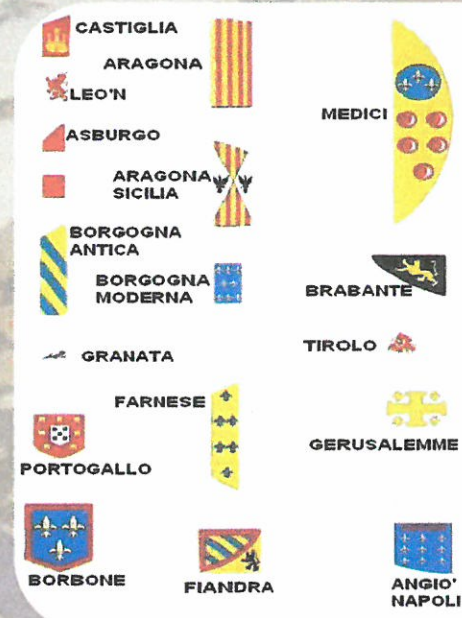 CASTIGLIA
ARAGONA
LEO'N
MEDICI
ASBURGO
ARAGONA
SICILIA
BORGOGNA
ANTICA
BORGOGNA
MODERNA
BRABANTE
GRANATA
TIROLO
FARNESE
PORTOGALLO
GERUSALEMME
BORBONE
FIANDRA
ANGIO'
NAPOLI